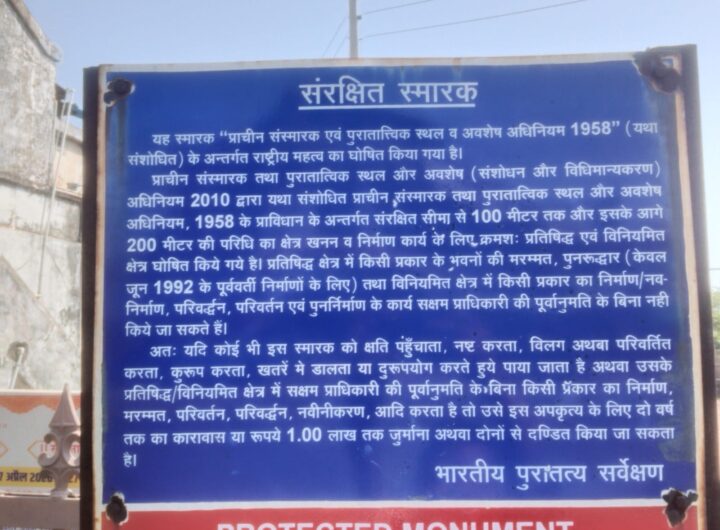 संरक्षित स्मारक
यह स्मारक "प्राचीन संस्मारक एवं पुरातात्विक स्थल व अवशेष अधिनियम 1958" (यथा
संशोधित) के अन्तर्गत राष्ट्रीय महत्व का घोषित किया गया है।
प्राचीन संस्मारक तथा पुरातात्विक स्थल और अवशेष (संशोधन और विधिमान्यकरण)
अधिनियम 2010 द्वारा यथा संशोधित प्राचीन संस्मारक तथा पुरातात्विक स्थल और अवशेष
अधिनियम, 1958 के प्राविधान के अन्तर्गत संरक्षित सीमा से 100 मीटर तक और इसके आगे
200 मीटर की परिधि का क्षेत्र खनन व निर्माण कार्य के लिए क्रमशः प्रतिषिद्ध एवं विनियमित
क्षेत्र घोषित किये गये है। प्रतिषिद्ध क्षेत्र में किसी प्रकार के भवनों की मरम्मत, पुनरूद्धार (केवल
जून 1992 के पूर्ववर्ती निर्माणों के लिए) तथा विनियमित क्षेत्र में किसी प्रकार का निर्माण/नव-
निर्माण, परिवर्द्धन, परिवर्तन एवं पुनर्निर्माण के कार्य सक्षम प्राधिकारी की पूर्वानुमति के बिना नही
किये जा सकते हैं।
अतः यदि कोई भी इस स्मारक को क्षति पहुँचाता, नष्ट करता, विलग अथबा परिवर्तित
करता, कुरूप करता, खतरें मे डालता या दुरूपयोग करते हुये पाया जाता है अथवा उसके
प्रतिषिद्ध/विनियमित क्षेत्र में सक्षम प्राधिकारी की पूर्वानुमति के बिना किसी प्रकार का निर्माण,
मरम्मत, परिवर्तन, परिवर्द्धन, नवीनीकरण, आदि करता है तो उसे इस अपकृत्य के लिए दो वर्ष
तक का कारावास या रूपये 1.00 लाख तक जुर्माना अथवा दोनों से दण्डित किया जा सकता
है।
भारतीय पुरातत्य सर्वेक्षण
PROTECTED MONUMENT
अप्रैल